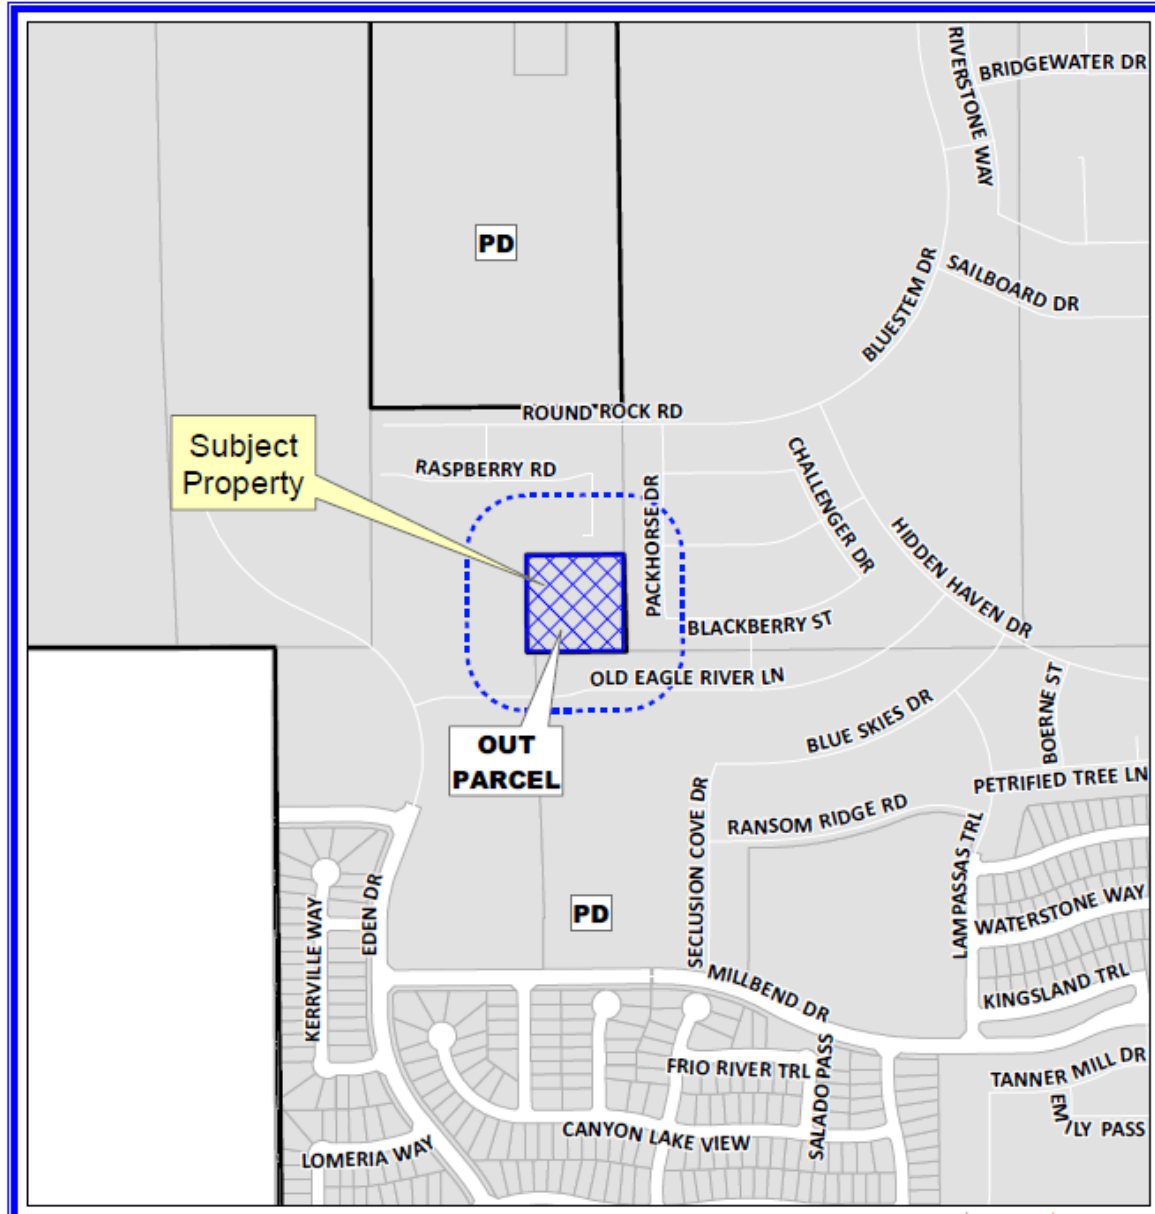 RIVERSTONE WAY
BRIDGEWATER DR
PD
BLUESTEM DR
SAILBOARD DR
ROUND ROCK RD
Subject
Property
RASPBERRY RD
PACKHORSE DR
CHALLENGER DR
HIDDEN HAVEN DR
BLACKBERRY ST
OLD EAGLE RIVER LN
BLUE SKIES DR
BOERNE ST
OUT
PARCEL
PETRIFIED TREE LN
SECLUSION COVE DR
RANSOM RIDGE RD
LAMPASSAS TRL
KERRVILLE WAY
EDEN DR
PD
WATERSTONE WAY
MILLBEND DR
KINGSLAND TRL
FRIO RIVER TRL
SALADO PASS
TANNER MILL DR
EMILY PASS
CANYON LAKE VIEW
LOMERIA WAY